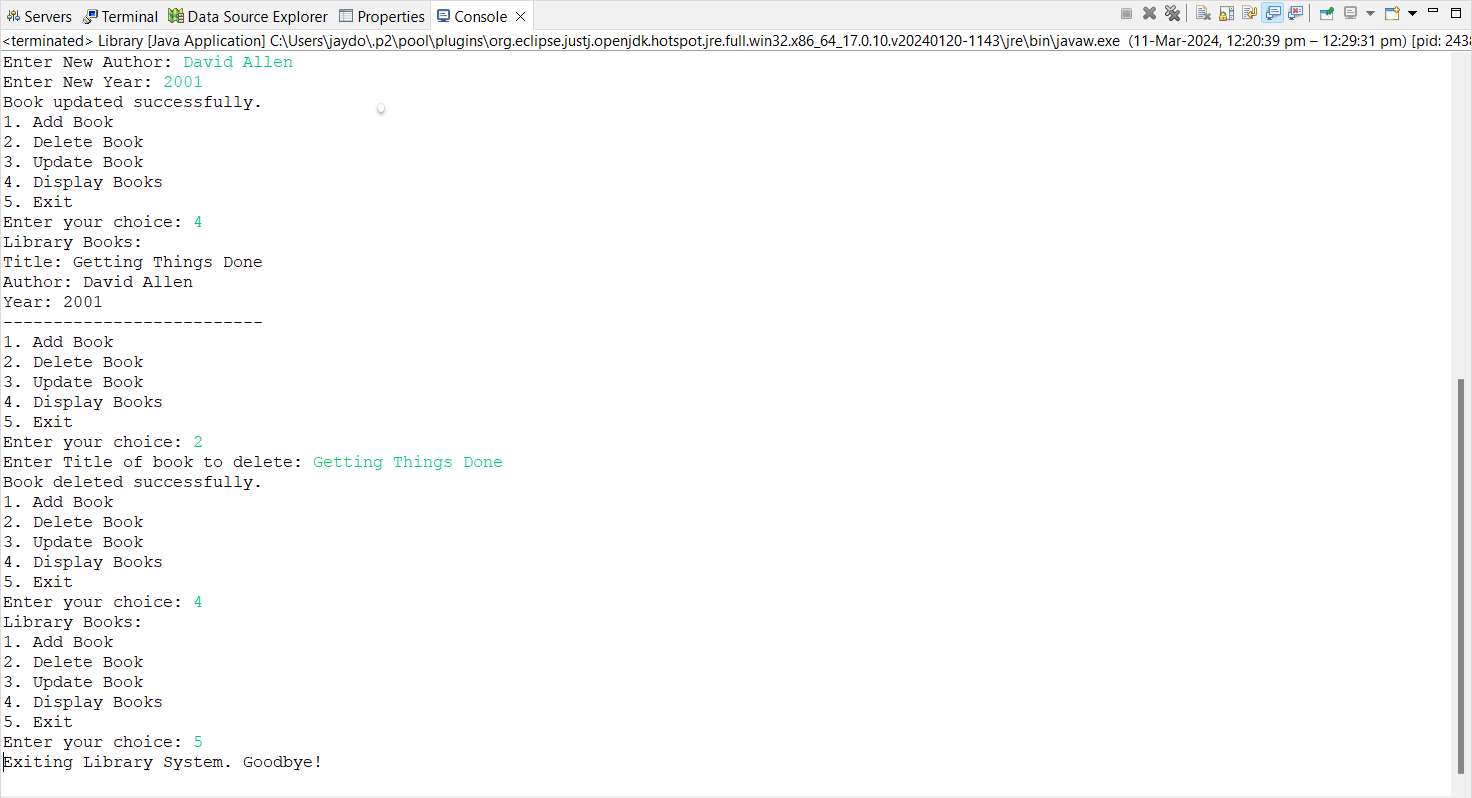 Servers Terminal Data Source Explorer Properties Console
<terminated> Library [Java Application] C:\Users\jaydo\.p2\pool\plugins\org.eclipse.justj.openjdk.hotspot.jre.full.win32.x86_64_17.0.10.v20240120-1143\jre\bin\javaw.exe (11-Mar-2024, 12:20:39 pm – 12:29:31 pm) [pid: 2438
Enter New Author: David Allen
Enter New Year: 2001
Book updated successfully.
1. Add Book
2. Delete Book
3. Update Book
4. Display Books
5. Exit
Enter your choice: 4
Library Books:
Title: Getting Things Done
Author: David Allen
Year: 2001
--------------------------
1. Add Book
2. Delete Book
3. Update Book
4. Display Books
5. Exit
Enter your choice: 2
Enter Title of book to delete: Getting Things Done
Book deleted successfully.
1. Add Book
2. Delete Book
3. Update Book
4. Display Books
5. Exit
Enter your choice: 4
Library Books:
1. Add Book
2. Delete Book
3. Update Book
4. Display Books
5. Exit
Enter your choice: 5
Exiting Library System. Goodbye!